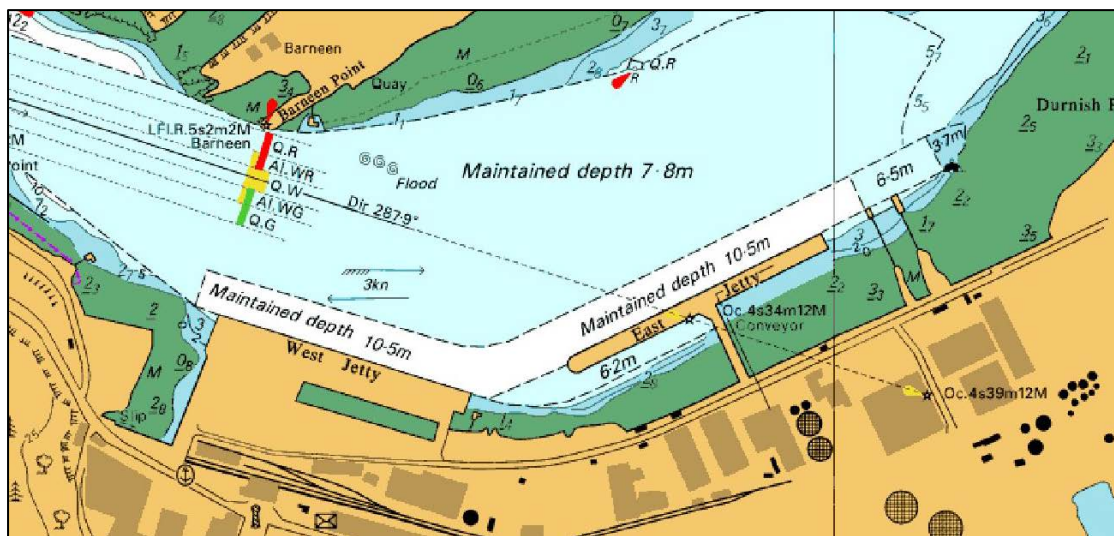 Barneen
M
Barneen Point
Quay
M
Q.R
R
LFl.R.5s2m2M
Barneen
Q.R
Al.WR
Q.W
Al.WG
Q.G
Dir 287·9°
Flood
Maintained depth 7·8m
3·7m
6·5m
Durnish
3kn
Maintained depth 10·5m
West Jetty
Maintained depth 10·5m
East Jetty
6·2m
Oc.4s34m12M
Conveyor
Oc.4s39m12M
M
M
Slip